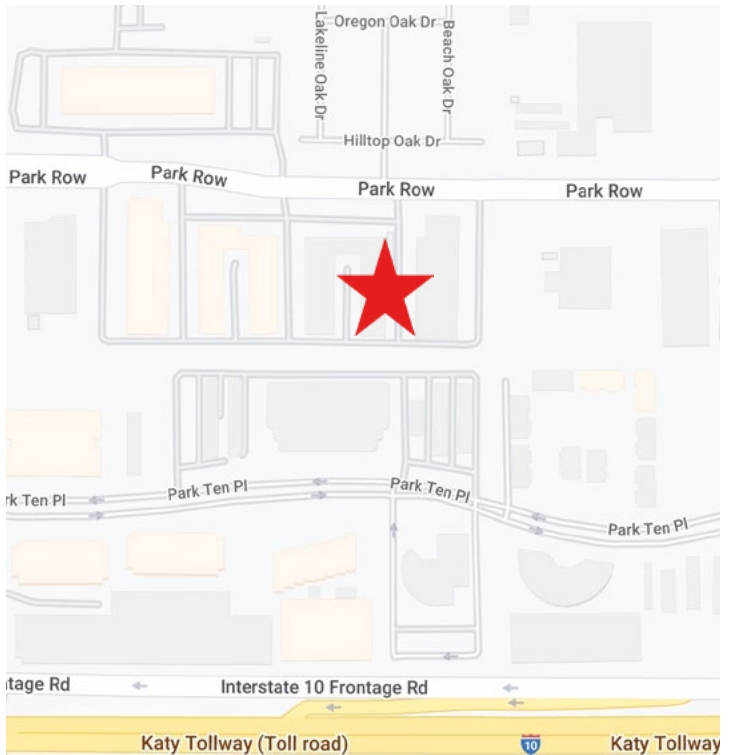 Oregon Oak Dr
Lakeline Oak Dr
Beach Oak Dr
Hilltop Oak Dr
Park Row
Park Row
Park Row
Park Row
Park Ten Pl
Park Ten Pl
rk Ten Pl
Park Ten Pl
ntage Rd
Interstate 10 Frontage Rd
10
Katy Tollway (Toll road)
Katy Tollway